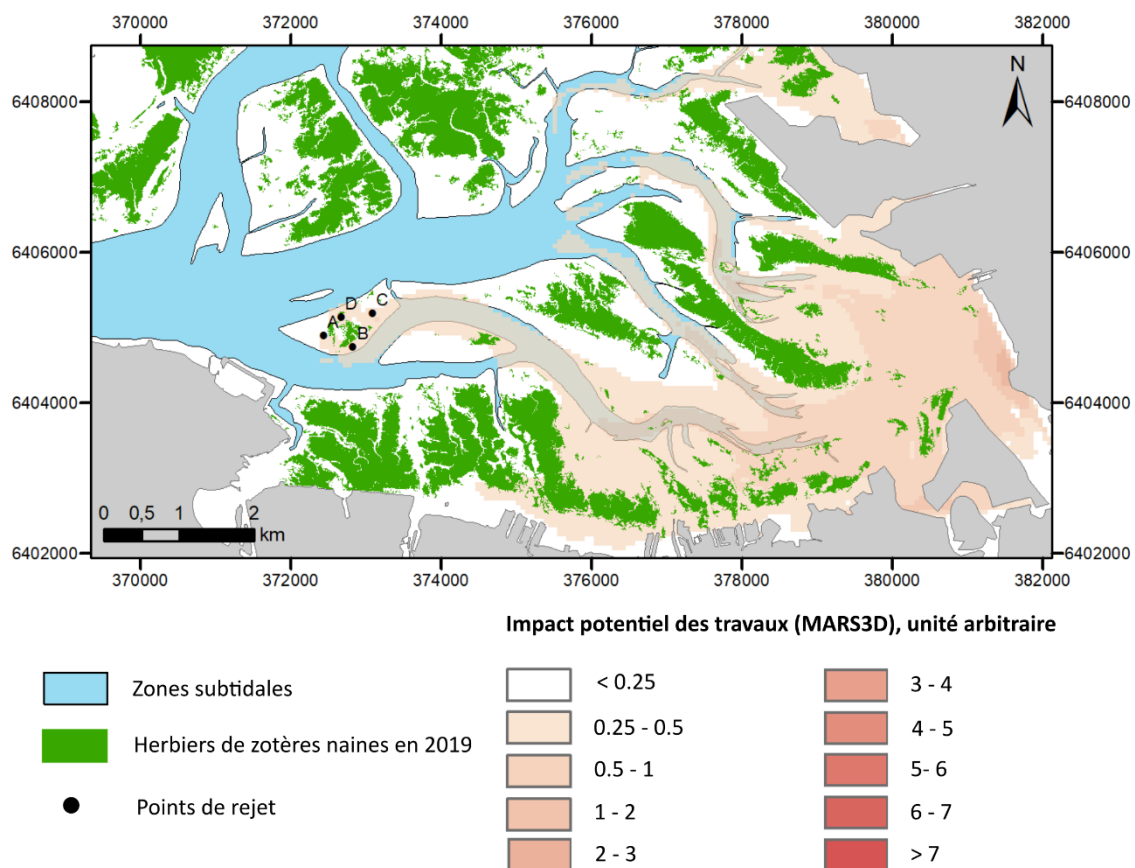 370000 372000 374000 376000 378000 380000 382000
N
6408000 6408000
6406000 6406000
D C
A
B
6404000 6404000
0 0,5 1 2
km
6402000 6402000
370000 372000 374000 376000 378000 380000 382000
Impact potentiel des travaux (MARS3D), unité arbitraire
Zones subtidales < 0.25 3 - 4
0.25 - 0.5 4 - 5
Herbiers de zotères naines en 2019
0.5 - 1 5- 6
Points de rejet 1 - 2 6 - 7
2 - 3 > 7